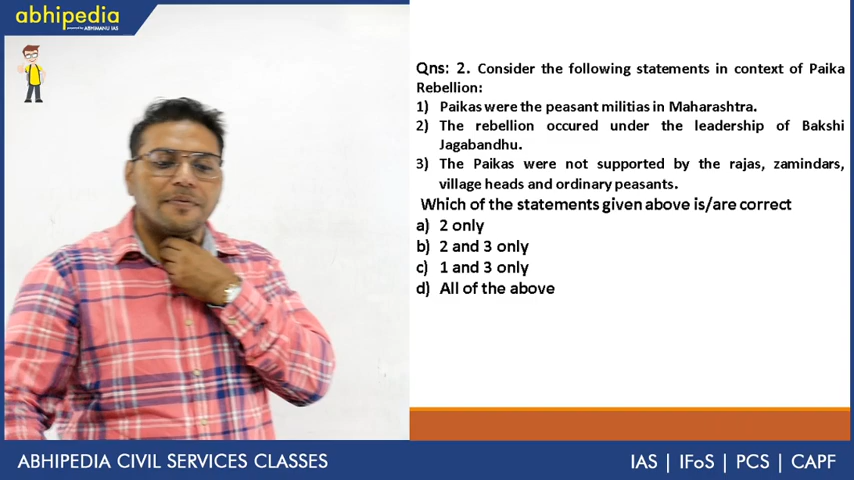 abhipedia
powered by ABHIMANU IAS
Qns: 2. Consider the following statements in context of Paika
Rebellion:
1) Paikas were the peasant militias in Maharashtra.
2) The rebellion occured under the leadership of Bakshi
Jagabandhu.
3) The Paikas were not supported by the rajas, zamindars,
village heads and ordinary peasants.
Which of the statements given above is/are correct
a) 2 only
b) 2 and 3 only
c) 1 and 3 only
d) All of the above
ABHIPEDIA CIVIL SERVICES CLASSES
IAS | IFoS | PCS | CAPF